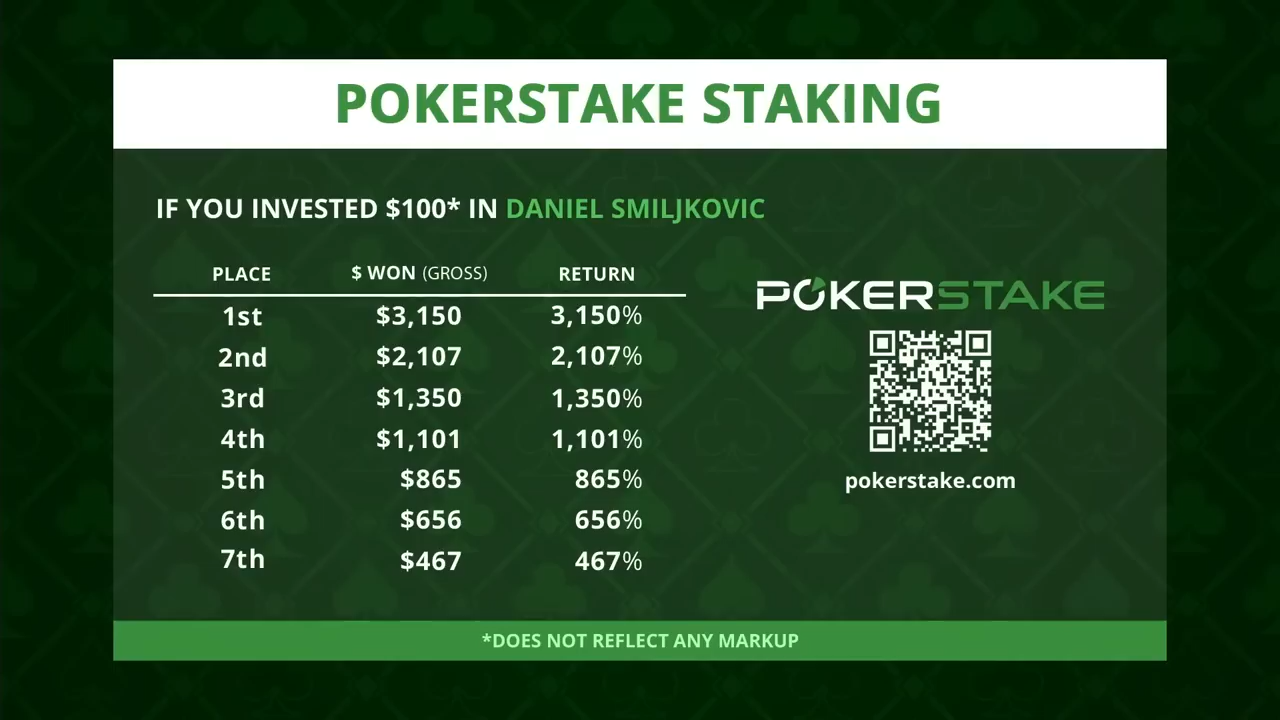 POKERSTAKE STAKING
IF YOU INVESTED $100* IN DANIEL SMILJKOVIC
PLACE $ WON (GROSS) RETURN
1st $3,150 3,150%
2nd $2,107 2,107%
3rd $1,350 1,350%
4th $1,101 1,101%
5th $865 865%
6th $656 656%
7th $467 467%
POKERSTAKE
pokerstake.com
*DOES NOT REFLECT ANY MARKUP